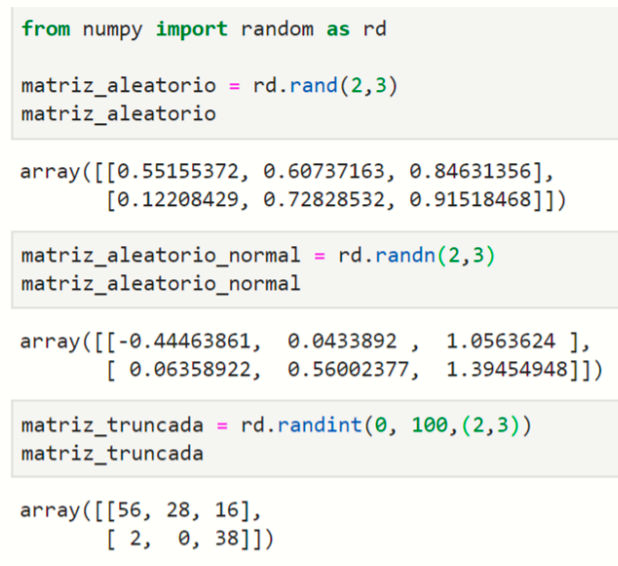 from numpy import random as rd
matriz_aleatorio = rd.rand(2,3)
matriz_aleatorio
array([[0.55155372, 0.60737163, 0.84631356],
[0.12208429, 0.72828532, 0.91518468]])
matriz_aleatorio_normal = rd.randn(2,3)
matriz_aleatorio_normal
array([[-0.44463861, 0.0433892 , 1.0563624 ],
[ 0.06358922, 0.56002377, 1.39454948]])
matriz_truncada = rd.randint(0, 100,(2,3))
matriz_truncada
array([[56, 28, 16],
[ 2, 0, 38]])